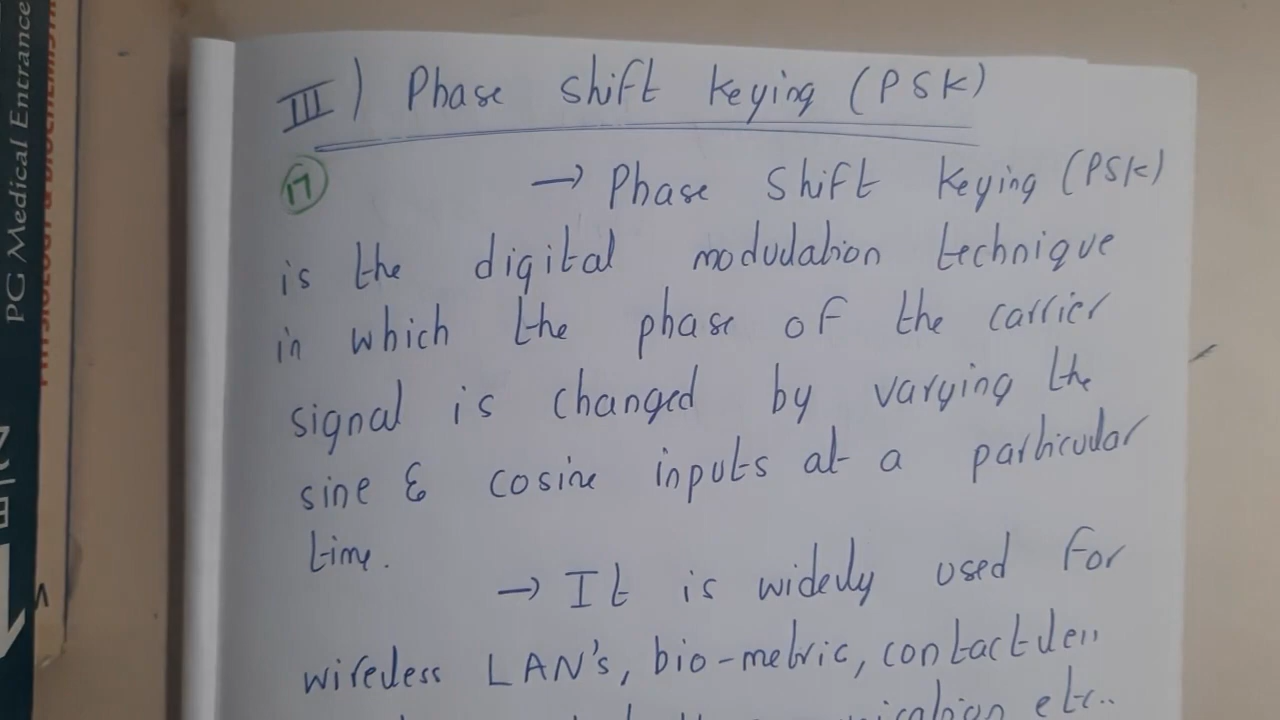 PG Medical Entrance
III) Phase shift keying (PSK)
17
→ Phase Shift Keying (PSK)
is the digital modulation technique
in which the phase of the carrier
signal is changed by varying the
sine & cosine inputs at a particular
time.
→ It is widely used for
wireless LAN's, bio-metric, contactless
etc..